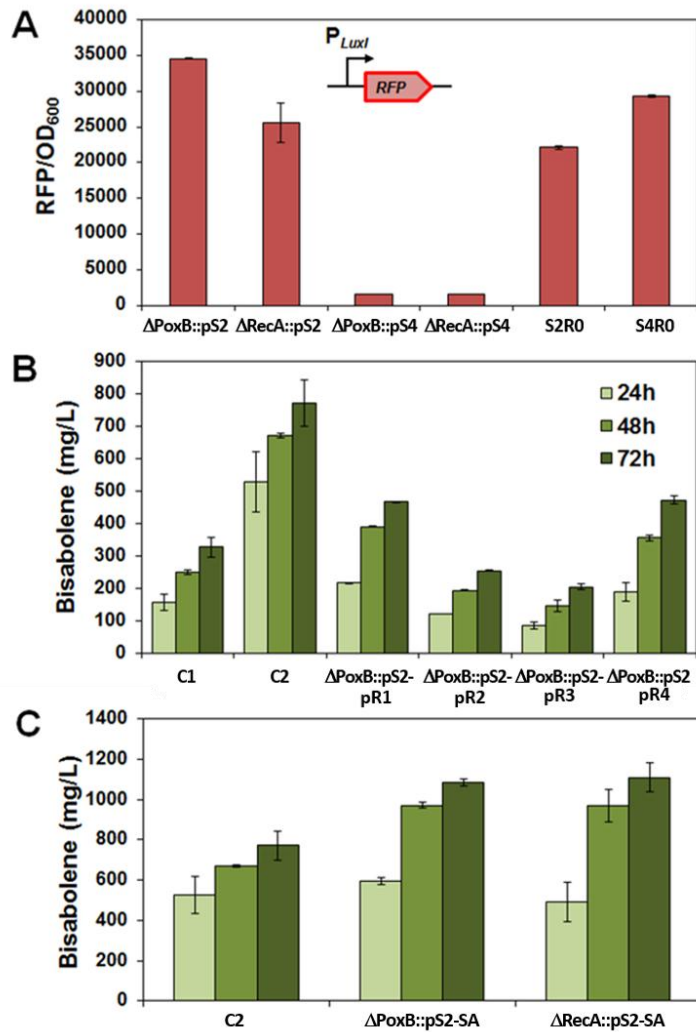 A
P LuxI
RFP
RFP/OD600
40000
35000
30000
25000
20000
15000
10000
5000
0
ΔPoxB::pS2 ΔRecA::pS2 ΔPoxB::pS4 ΔRecA::pS4 S2R0 S4R0
B
Bisabolene (mg/L)
900
800
700
600
500
400
300
200
100
0
24h
48h
72h
C1 C2 ΔPoxB::pS2- ΔPoxB::pS2- ΔPoxB::pS2- ΔPoxB::pS2
pR1 pR2 pR3 pR4
C
Bisabolene (mg/L)
1400
1200
1000
800
600
400
200
0
C2 ΔPoxB::pS2-SA ΔRecA::pS2-SA